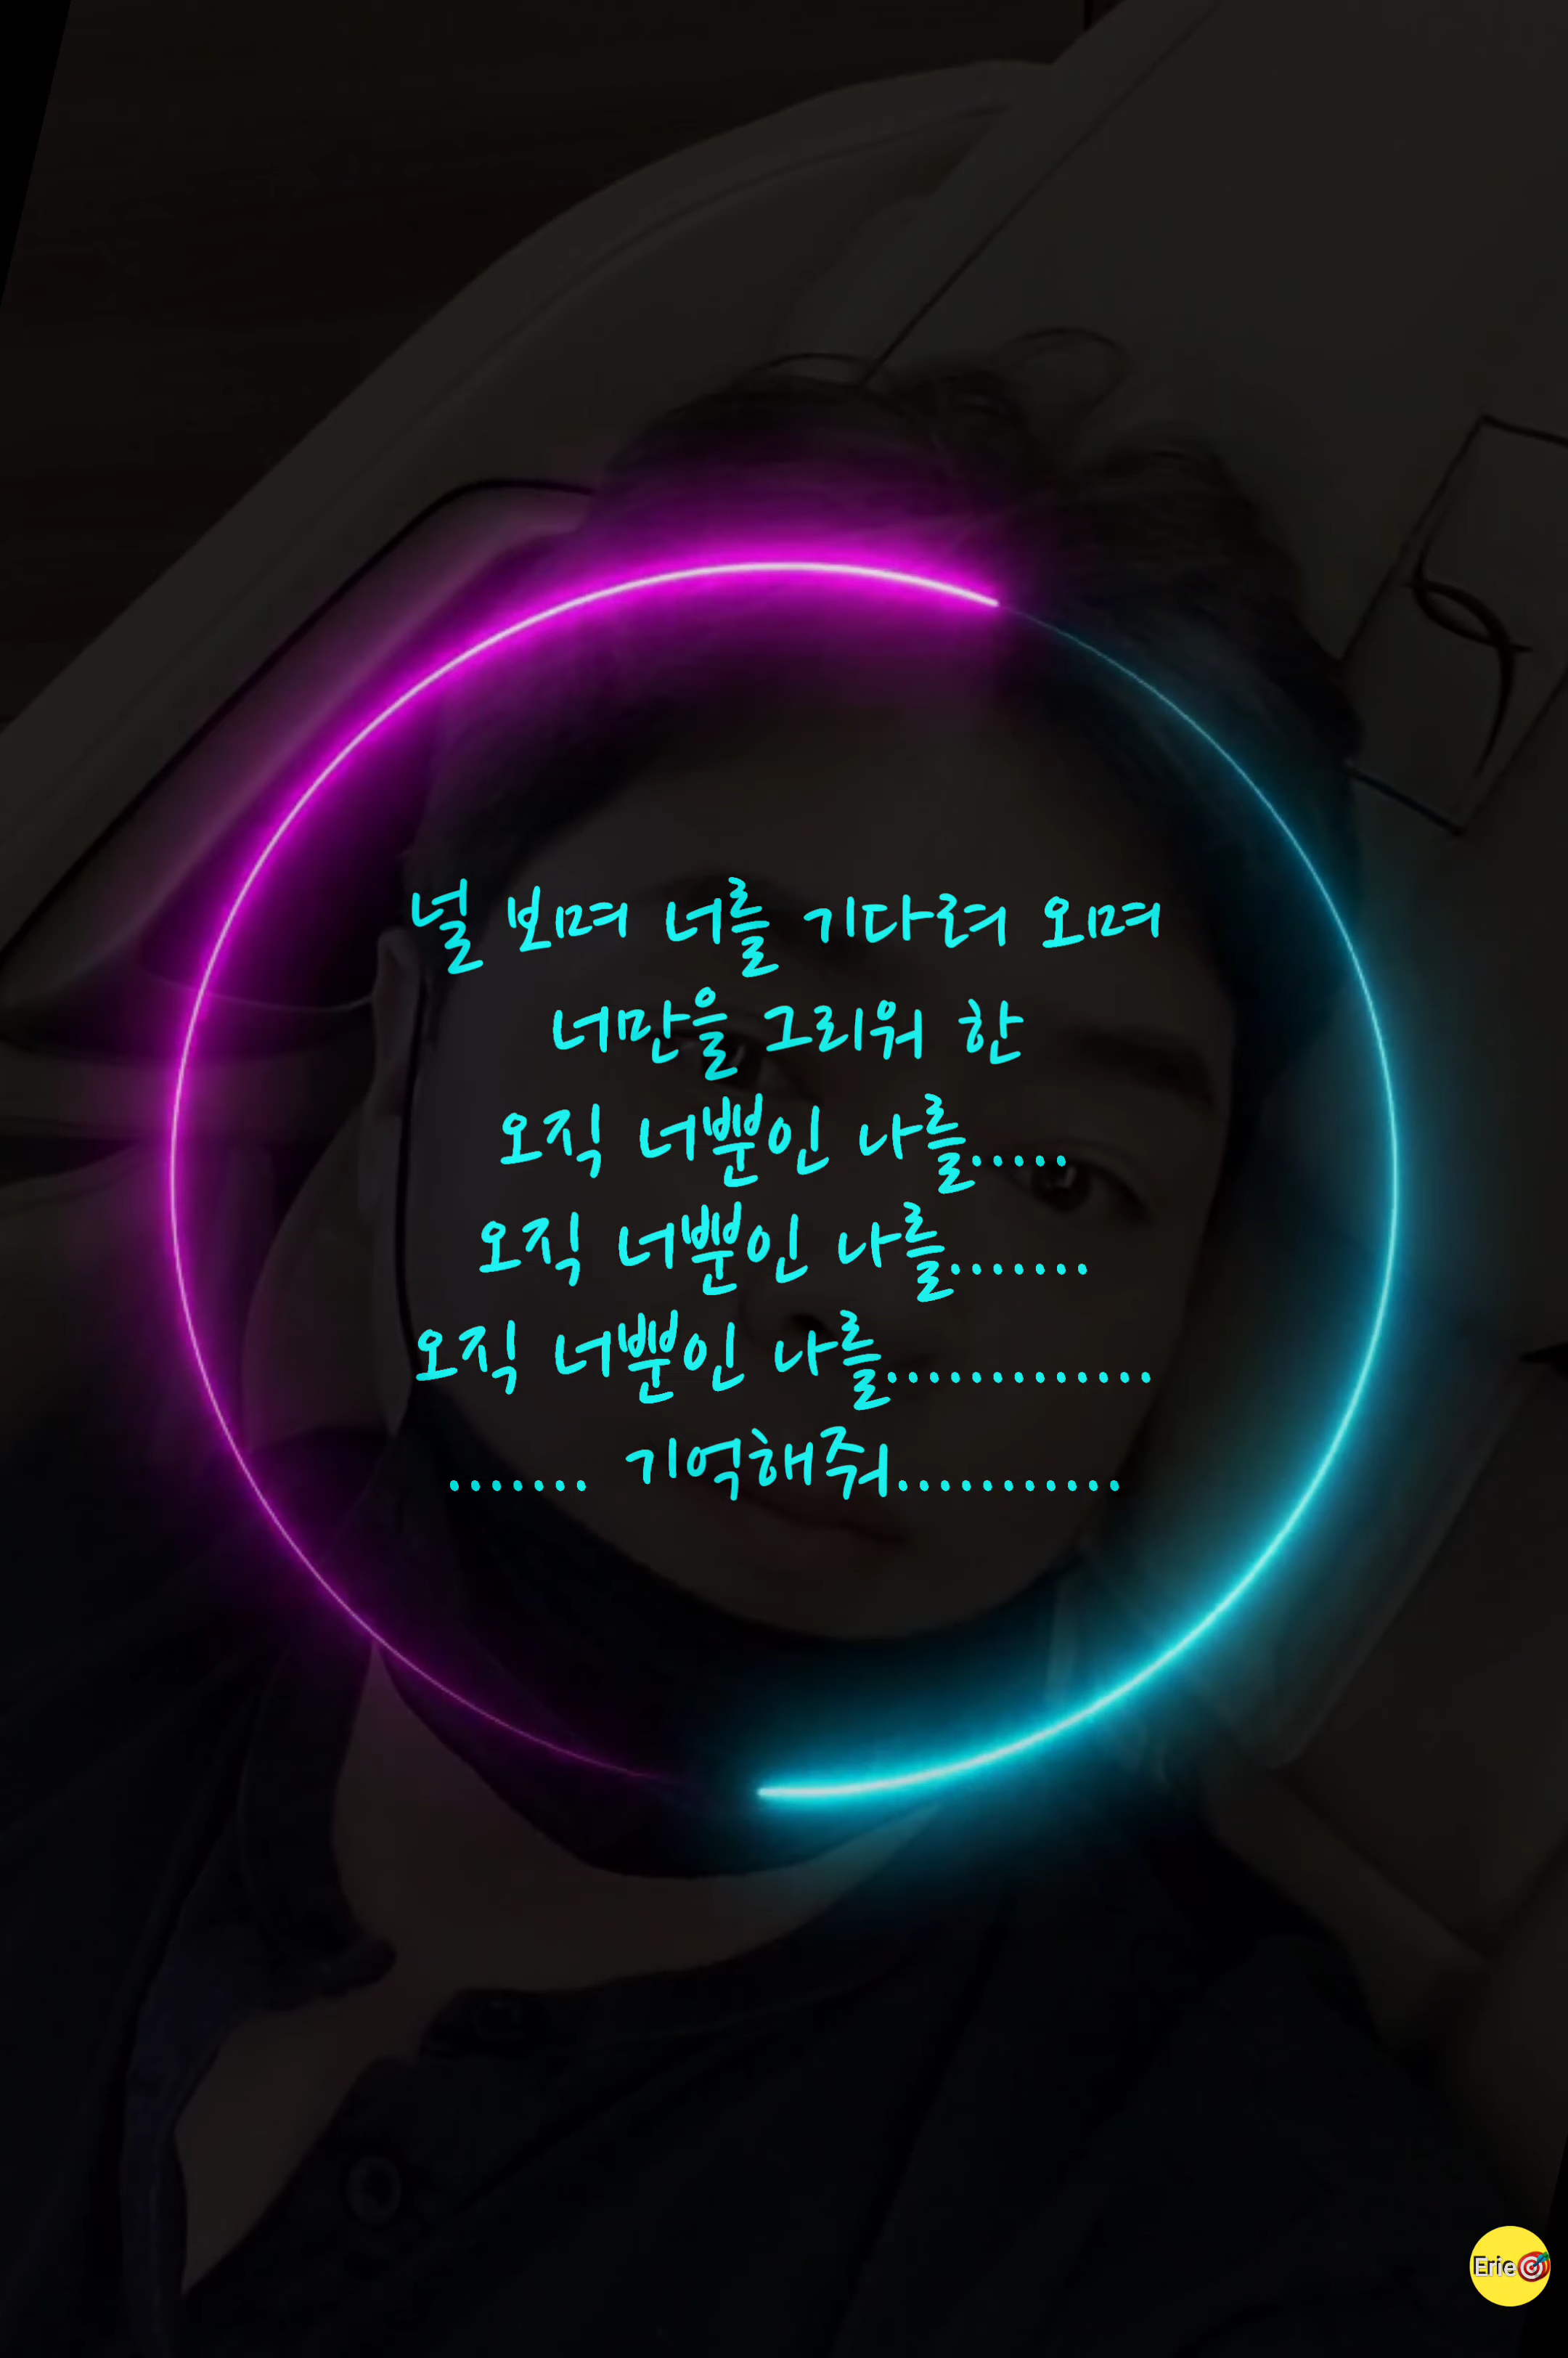 널 보며 너를 기다려 오며
너만을 그리워 한
오직 너뿐인 나를.....
오직 너뿐인 나를.......
오직 너뿐인 나를.............
....... 기억해줘...........
Erie🎯